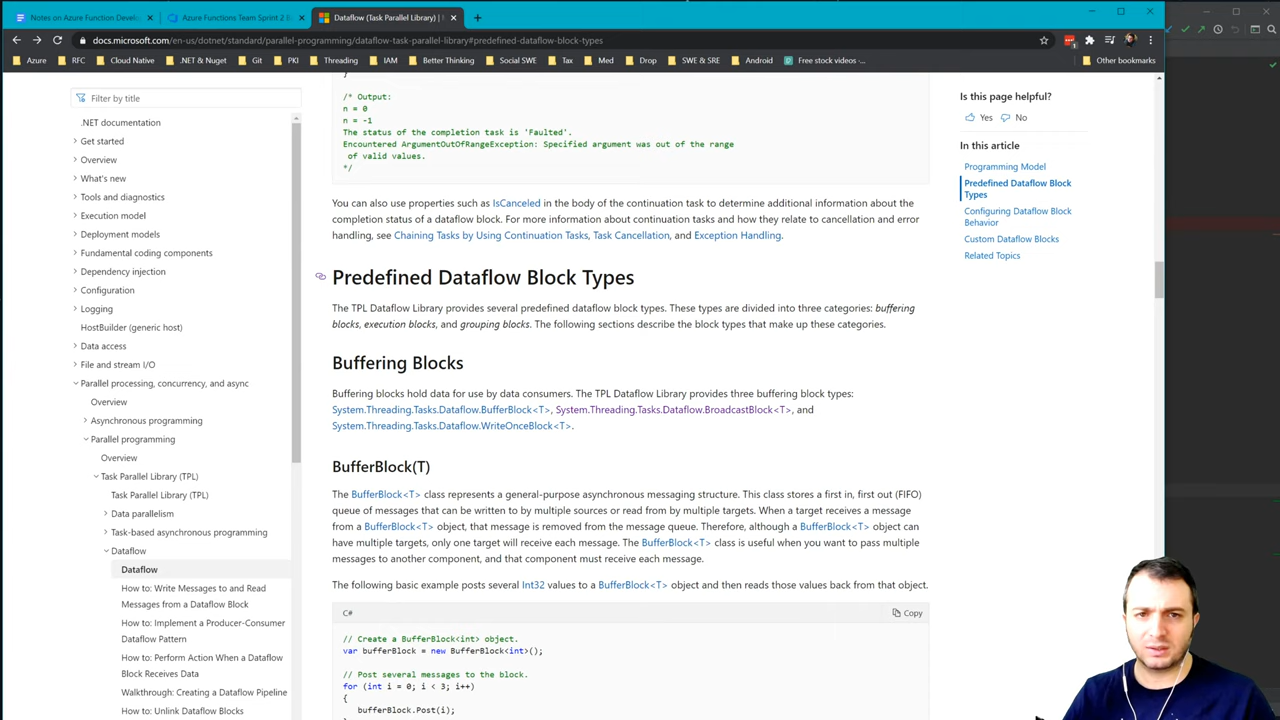 Notes on Azure Function Develo
Azure Functions Team Sprint 2 B
Dataflow (Task Parallel Library) |
docs.microsoft.com/en-us/dotnet/standard/parallel-programming/dataflow-task-parallel-library#predefined-dataflow-block-types
Azure
RFC
Cloud Native
.NET & Nuget
Git
PKI
Threading
IAM
Better Thinking
Social SWE
Tax
Med
Drop
SWE & SRE
Android
Free stock videos -...
Other bookmarks
Filter by title
.NET documentation
Get started
Overview
What's new
Tools and diagnostics
Execution model
Deployment models
Fundamental coding components
Dependency injection
Configuration
Logging
HostBuilder (generic host)
Data access
File and stream I/O
Parallel processing, concurrency, and async
Overview
Asynchronous programming
Parallel programming
Overview
Task Parallel Library (TPL)
Task Parallel Library (TPL)
Data parallelism
Task-based asynchronous programming
Dataflow
Dataflow
How to: Write Messages to and Read
Messages from a Dataflow Block
How to: Implement a Producer-Consumer
Dataflow Pattern
How to: Perform Action When a Dataflow
Block Receives Data
Walkthrough: Creating a Dataflow Pipeline
How to: Unlink Dataflow Blocks
}
/* Output:
n = 0
n = -1
The status of the completion task is 'Faulted'.
Encountered ArgumentOutOfRangeException: Specified argument was out of the range
of valid values.
*/
You can also use properties such as IsCanceled in the body of the continuation task to determine additional information about the
completion status of a dataflow block. For more information about continuation tasks and how they relate to cancellation and error
handling, see Chaining Tasks by Using Continuation Tasks, Task Cancellation, and Exception Handling.
Predefined Dataflow Block Types
The TPL Dataflow Library provides several predefined dataflow block types. These types are divided into three categories: buffering
blocks, execution blocks, and grouping blocks. The following sections describe the block types that make up these categories.
Buffering Blocks
Buffering blocks hold data for use by data consumers. The TPL Dataflow Library provides three buffering block types:
System.Threading.Tasks.Dataflow.BufferBlock<T>, System.Threading.Tasks.Dataflow.BroadcastBlock<T>, and
System.Threading.Tasks.Dataflow.WriteOnceBlock<T>.
BufferBlock(T)
The BufferBlock<T> class represents a general-purpose asynchronous messaging structure. This class stores a first in, first out (FIFO)
queue of messages that can be written to by multiple sources or read from by multiple targets. When a target receives a message
from a BufferBlock<T> object, that message is removed from the message queue. Therefore, although a BufferBlock<T> object can
have multiple targets, only one target will receive each message. The BufferBlock<T> class is useful when you want to pass multiple
messages to another component, and that component must receive each message.
The following basic example posts several Int32 values to a BufferBlock<T> object and then reads those values back from that object.
C#
Copy
// Create a BufferBlock<int> object.
var bufferBlock = new BufferBlock<int>();
// Post several messages to the block.
for (int i = 0; i < 3; i++)
{
bufferBlock.Post(i);
}
Is this page helpful?
Yes
No
In this article
Programming Model
Predefined Dataflow Block
Types
Configuring Dataflow Block
Behavior
Custom Dataflow Blocks
Related Topics